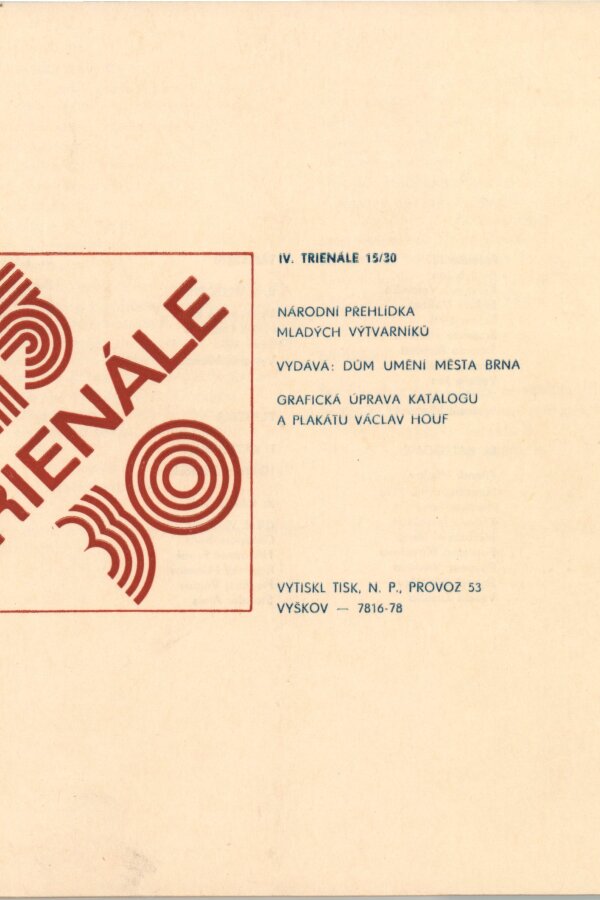 15
RIENÁLE
30
IV. TRIENÁLE 15/30
NÁRODNÍ PŘEHLÍDKA
MLADÝCH VÝTVARNÍKŮ
VYDÁVÁ: DŮM UMĚNÍ MĚSTA BRNA
GRAFICKÁ ÚPRAVA KATALOGU
A PLAKÁTU VÁCLAV HOUF
VYTISKL TISK, N. P., PROVOZ 53
VYŠKOV — 7816-78